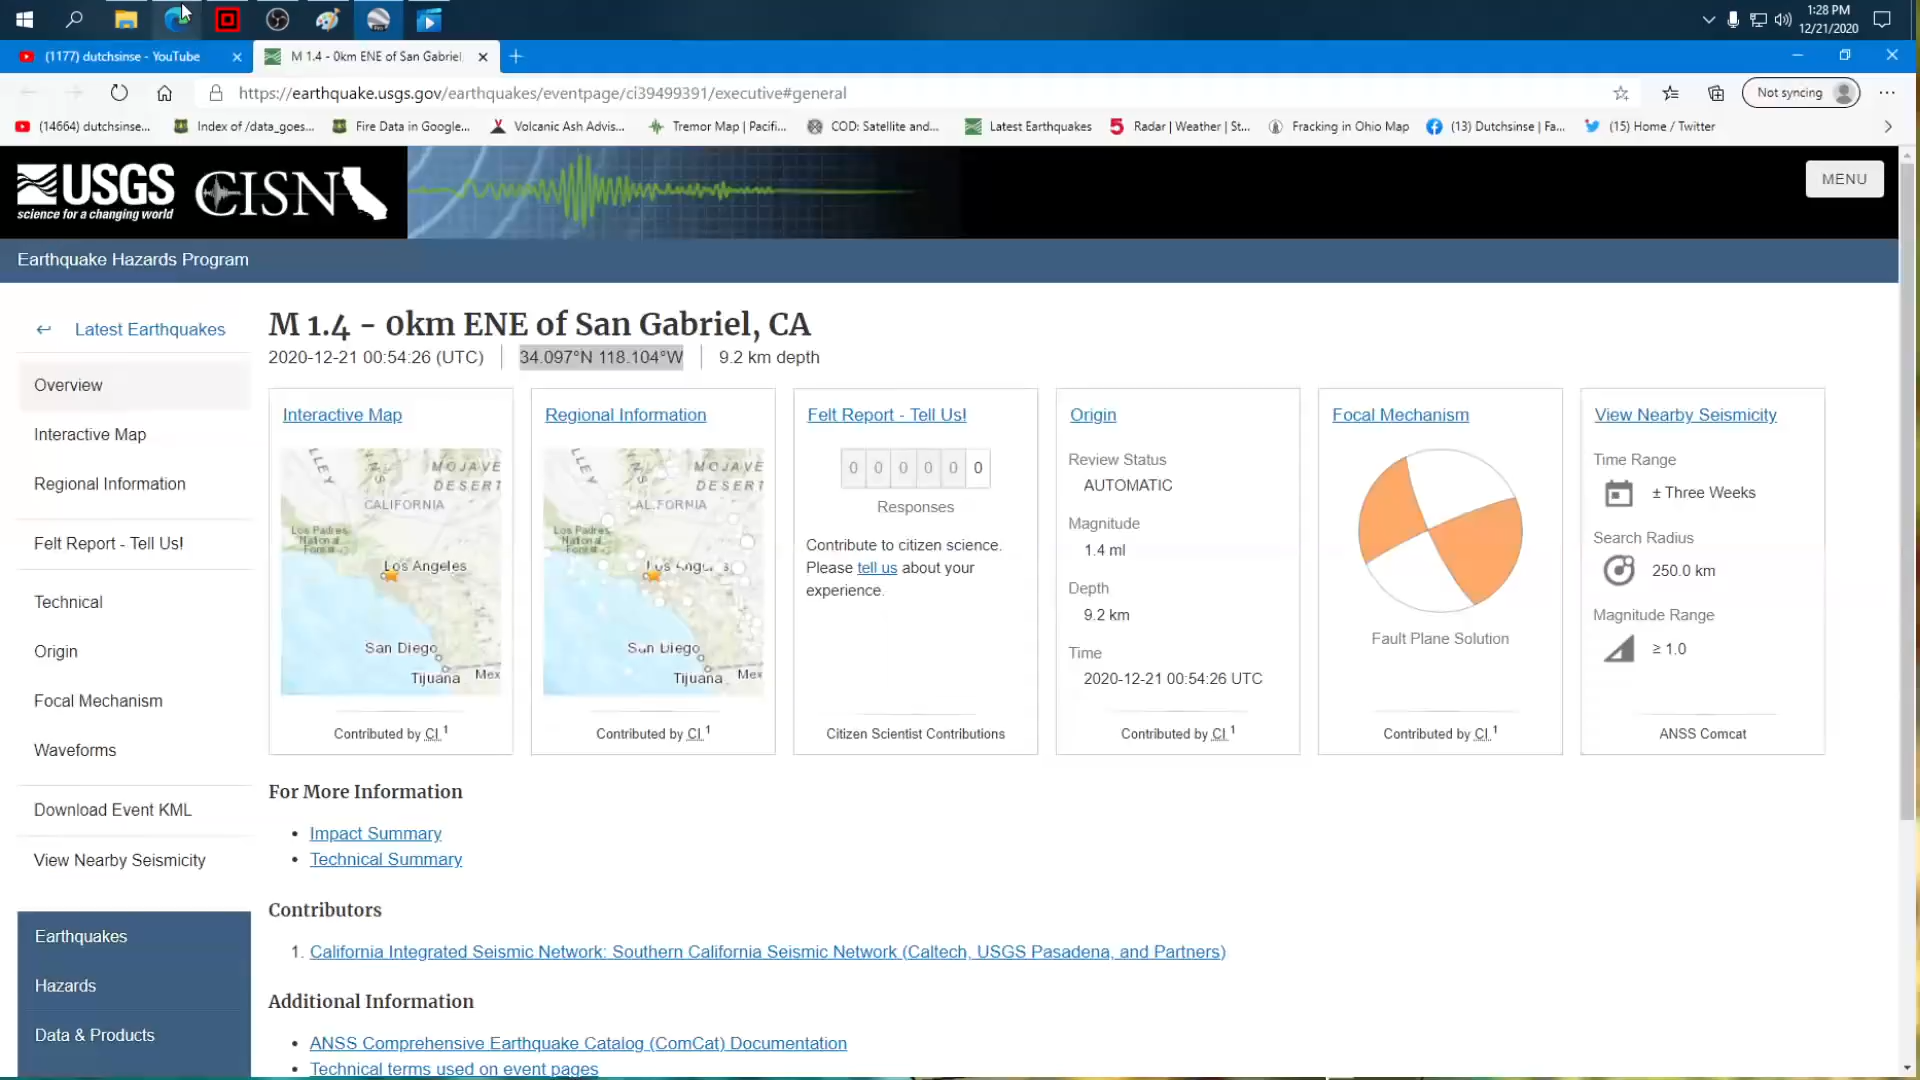 1:28 PM
12/21/2020
(1177) dutchsinse - YouTube
M 1.4 - 0km ENE of San Gabriel,
https://earthquake.usgs.gov/earthquakes/eventpage/ci39499391/executive#general
Not syncing
(14664) dutchsinse...
Index of /data_goes...
Fire Data in Google...
Volcanic Ash Advis...
Tremor Map | Pacifi...
COD: Satellite and...
Latest Earthquakes
Radar | Weather | St...
Fracking in Ohio Map
(13) Dutchsinse | Fa...
(15) Home / Twitter
USGS
science for a changing world
CISN
MENU
Earthquake Hazards Program
Latest Earthquakes
Overview
Interactive Map
Regional Information
Felt Report - Tell Us!
Technical
Origin
Focal Mechanism
Waveforms
Download Event KML
View Nearby Seismicity
Earthquakes
Hazards
Data & Products
M 1.4 - 0km ENE of San Gabriel, CA
2020-12-21 00:54:26 (UTC)
34.097°N 118.104°W
9.2 km depth
Interactive Map
MOJAVE
DESERT
CALIFORNIA
Los Padres
National
Forest
Los Angeles
San Diego
Tijuana
Mex
Contributed by CI 1
Regional Information
MOJAVE
DESERT
San Diego
Tijuana
Mex
Contributed by CI 1
Felt Report - Tell Us!
0 0 0 0 0 0
Responses
Contribute to citizen science.
Please tell us about your
experience.
Citizen Scientist Contributions
Origin
Review Status
AUTOMATIC
Magnitude
1.4 ml
Depth
9.2 km
Time
2020-12-21 00:54:26 UTC
Contributed by CI 1
Focal Mechanism
Fault Plane Solution
Contributed by CI 1
View Nearby Seismicity
Time Range
± Three Weeks
Search Radius
250.0 km
Magnitude Range
≥ 1.0
ANSS Comcat
For More Information
• Impact Summary
• Technical Summary
Contributors
1. California Integrated Seismic Network: Southern California Seismic Network (Caltech, USGS Pasadena, and Partners)
Additional Information
• ANSS Comprehensive Earthquake Catalog (ComCat) Documentation
• Technical terms used on event pages